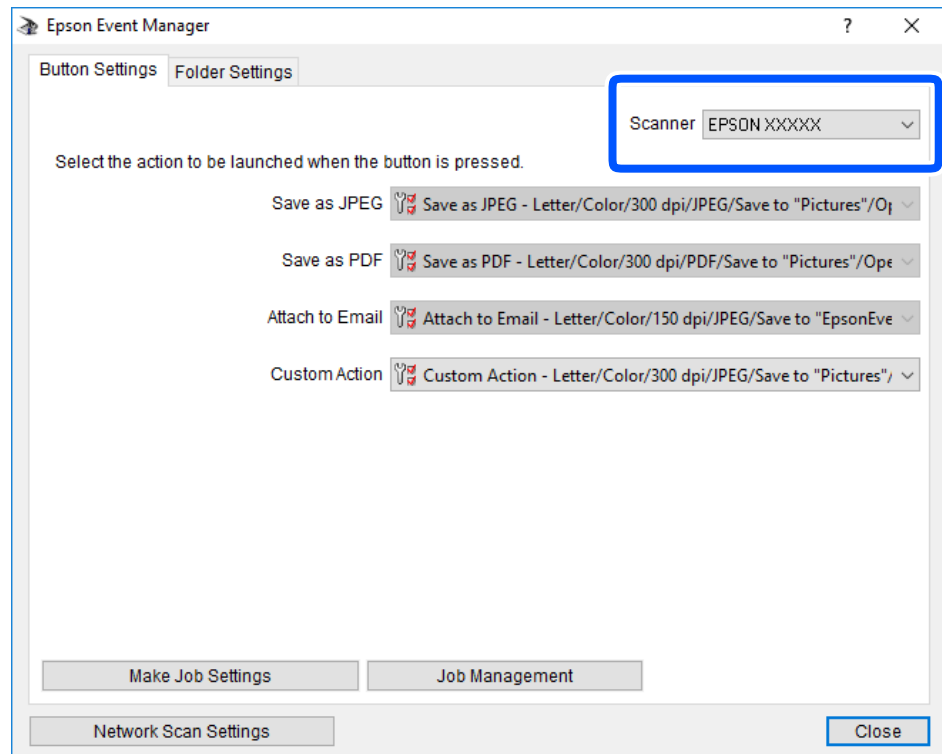 Epson Event Manager
?
Button Settings
Folder Settings
Scanner
EPSON XXXXX
Select the action to be launched when the button is pressed.
Save as JPEG
Save as JPEG - Letter/Color/300 dpi/JPEG/Save to "Pictures"/Op
Save as PDF
Save as PDF - Letter/Color/300 dpi/PDF/Save to "Pictures"/Ope
Attach to Email
Attach to Email - Letter/Color/150 dpi/JPEG/Save to "EpsonEve
Custom Action
Custom Action - Letter/Color/300 dpi/JPEG/Save to "Pictures"/
Make Job Settings
Job Management
Network Scan Settings
Close